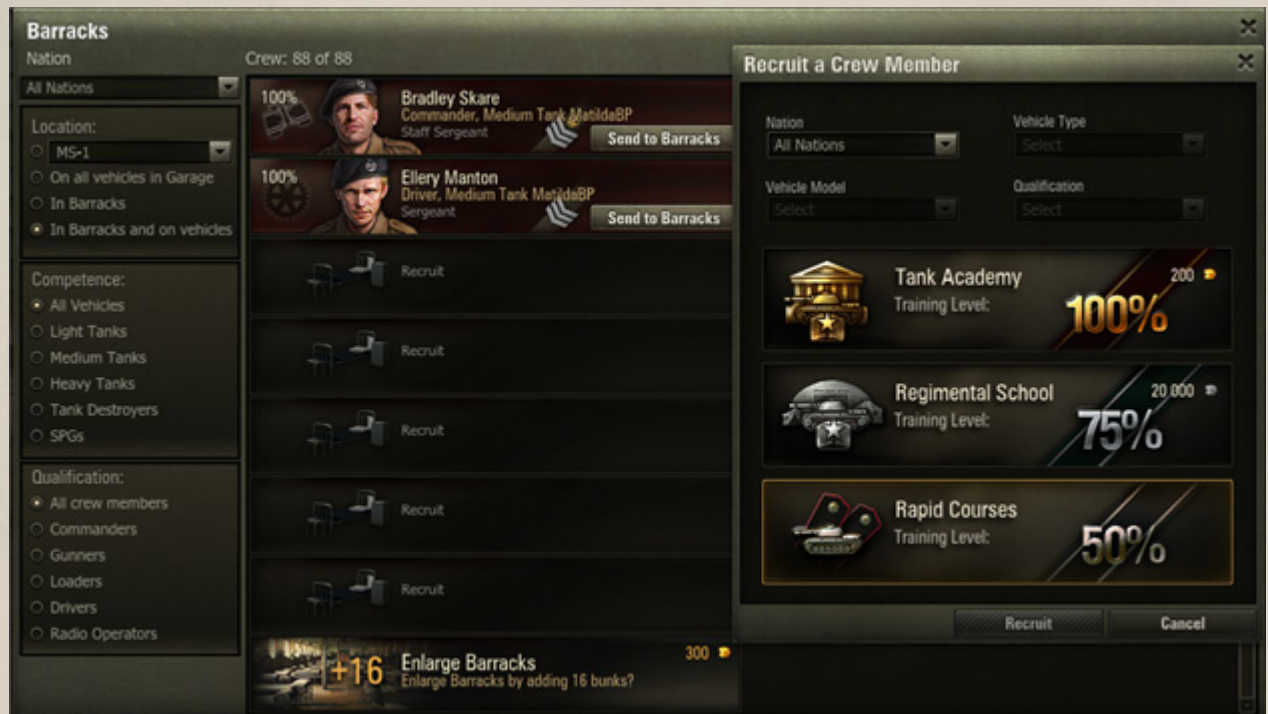 Barracks
Nation
All Nations
Location:
MS-1
On all vehicles in Garage
In Barracks
In Barracks and on vehicles
Competence:
All Vehicles
Light Tanks
Medium Tanks
Heavy Tanks
Tank Destroyers
SPGs
Qualification:
All crew members
Commanders
Gunners
Loaders
Drivers
Radio Operators
Crew: 88 of 88
100%
Bradley Skare
Commander, Medium Tank MatildaBP
Staff Sergeant
Send to Barracks
100%
Ellery Manton
Driver, Medium Tank MatildaBP
Sergeant
Send to Barracks
Recruit
Recruit
Recruit
Recruit
Recruit
+16
Enlarge Barracks
300
Enlarge Barracks by adding 16 bunks?
Recruit a Crew Member
Nation
Vehicle Type
All Nations
Select
Vehicle Model
Qualification
Select
Select
Tank Academy
200
Training Level:
100%
Regimental School
20 000
Training Level:
75%
Rapid Courses
Training Level:
50%
Recruit
Cancel